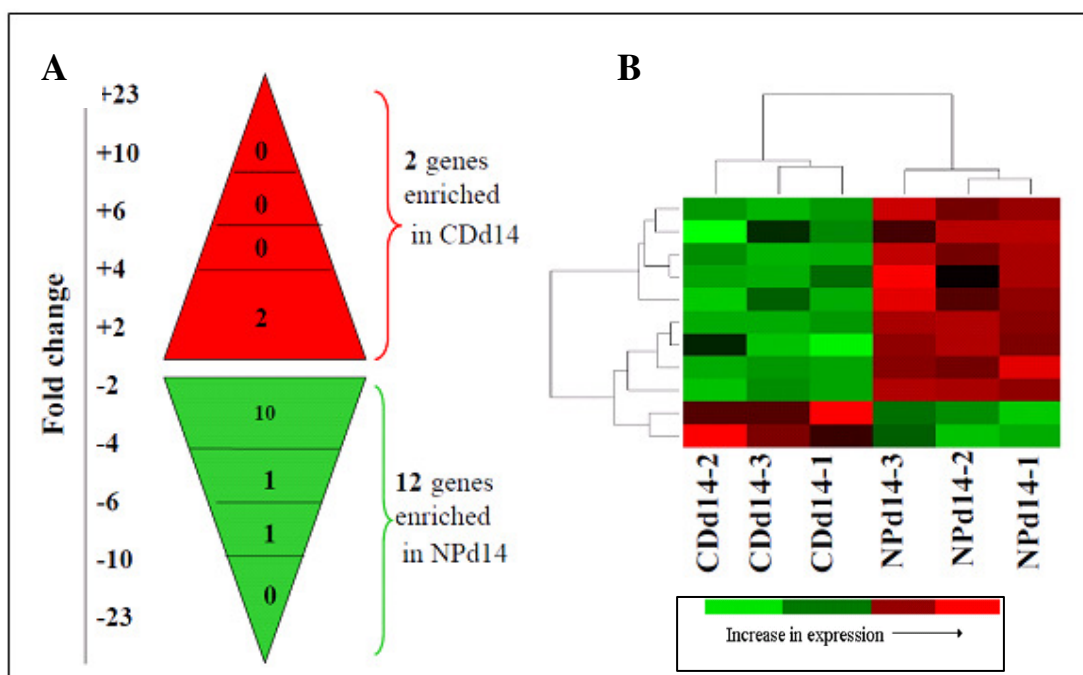 A
B
Fold change
+23
+10
+6
+4
+2
-2
-4
-6
-10
-23
0
0
0
2
10
1
1
0
2 genes
enriched
in CDd14
12 genes
enriched
in NPd14
CDd14-2
CDd14-3
CDd14-1
NPd14-3
NPd14-2
NPd14-1
Increase in expression